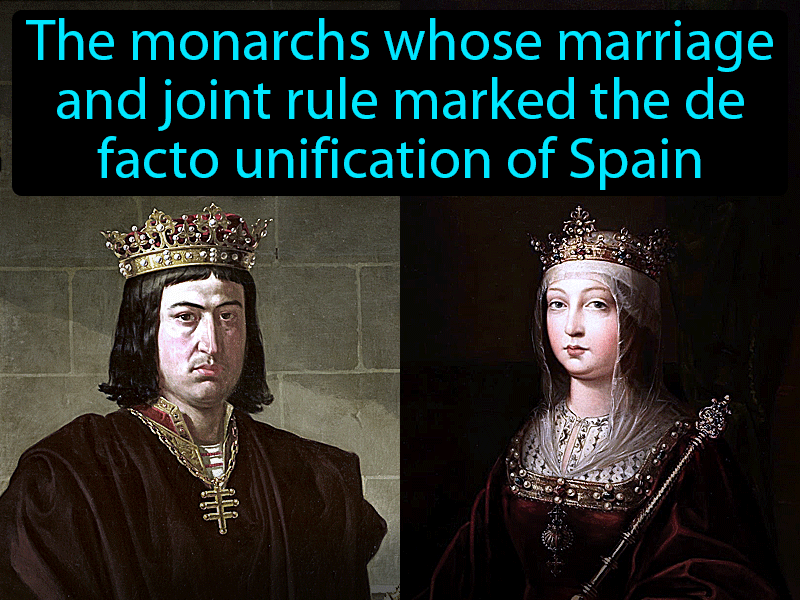 The monarchs whose marriage
and joint rule marked the de
facto unification of Spain